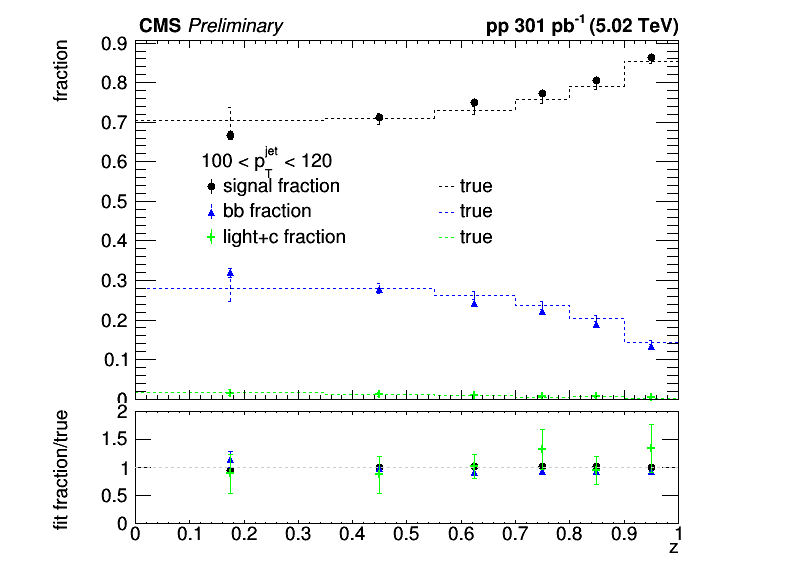 CMS Preliminary pp 301 pb⁻¹ (5.02 TeV)
fraction
0.9
0.8
0.7
0.6
0.5
0.4
0.3
0.2
0.1
0
100 < p_T^jet < 120
signal fraction true
bb fraction true
light+c fraction true
fit fraction/true
2
1.5
1
0.5
0
0 0.1 0.2 0.3 0.4 0.5 0.6 0.7 0.8 0.9 1
z